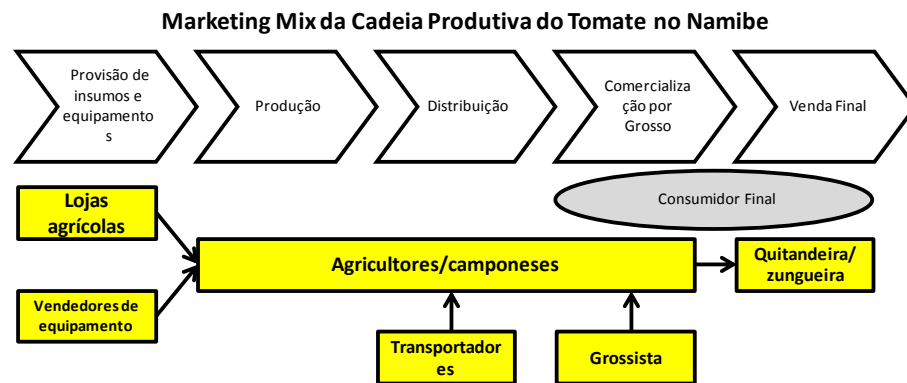 Marketing Mix da Cadeia Produtiva do Tomate no Namibe
Provisão de
insumos e
equipamento
s
Produção
Distribuição
Comercializa
ção por
Grosso
Venda Final
Lojas
agrícolas
Consumidor Final
Agricultores/camponeses
Quitandeira/
zungueira
Vendedores de
equipamento
Transportador
es
Grossista